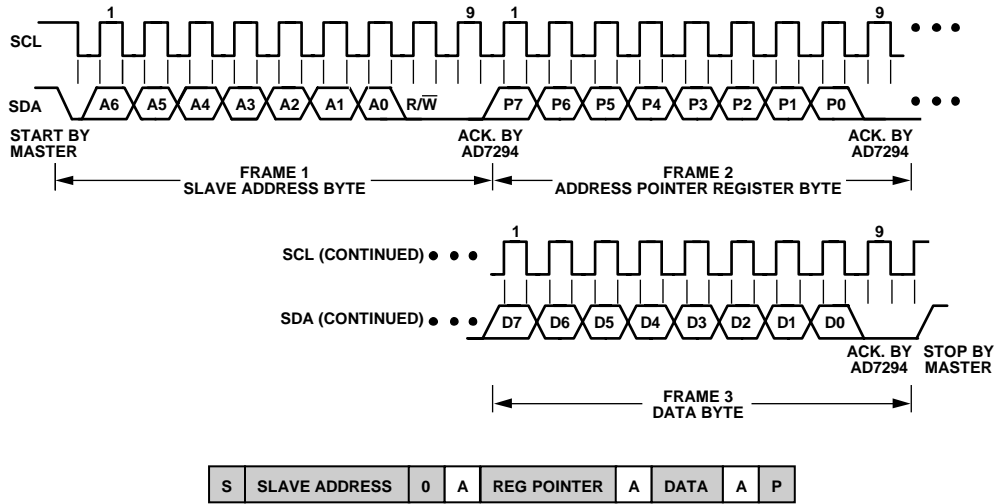 1 9 1 9
SCL
SDA A6 A5 A4 A3 A2 A1 A0 R/W̅ P7 P6 P5 P4 P3 P2 P1 P0
START BY MASTER
ACK. BY AD7294
ACK. BY AD7294
FRAME 1
SLAVE ADDRESS BYTE
FRAME 2
ADDRESS POINTER REGISTER BYTE
1 9
SCL (CONTINUED)
SDA (CONTINUED) D7 D6 D5 D4 D3 D2 D1 D0
ACK. BY AD7294
STOP BY MASTER
FRAME 3
DATA BYTE
S SLAVE ADDRESS 0 A REG POINTER A DATA A P